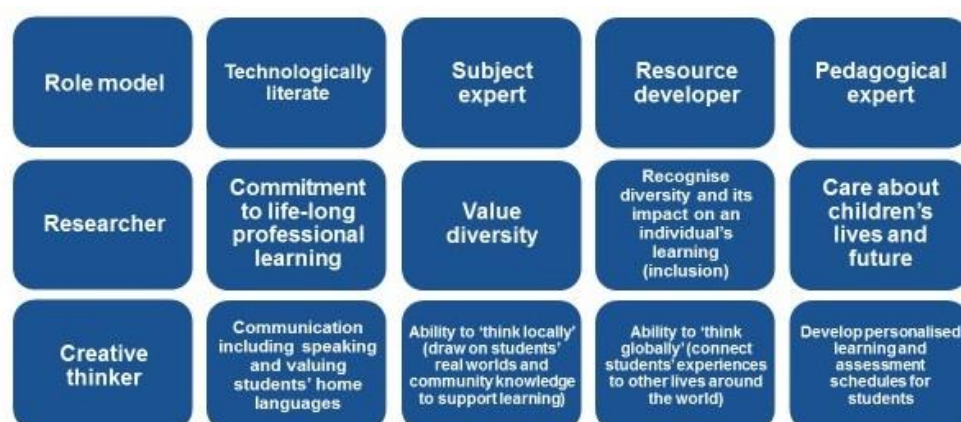 Role model
Technologically
literate
Subject
expert
Resource
developer
Pedagogical
expert
Researcher
Commitment
to life-long
professional
learning
Value
diversity
Recognise
diversity and its
impact on an
individual's
learning
(inclusion)
Care about
children's
lives and
future
Creative
thinker
Communication
including speaking
and valuing
students' home
languages
Ability to 'think locally'
(draw on students'
real worlds and
community knowledge
to support learning)
Ability to 'think
globally' (connect
students' experiences
to other lives around
the world)
Develop personalised
learning and
assessment
schedules for
students